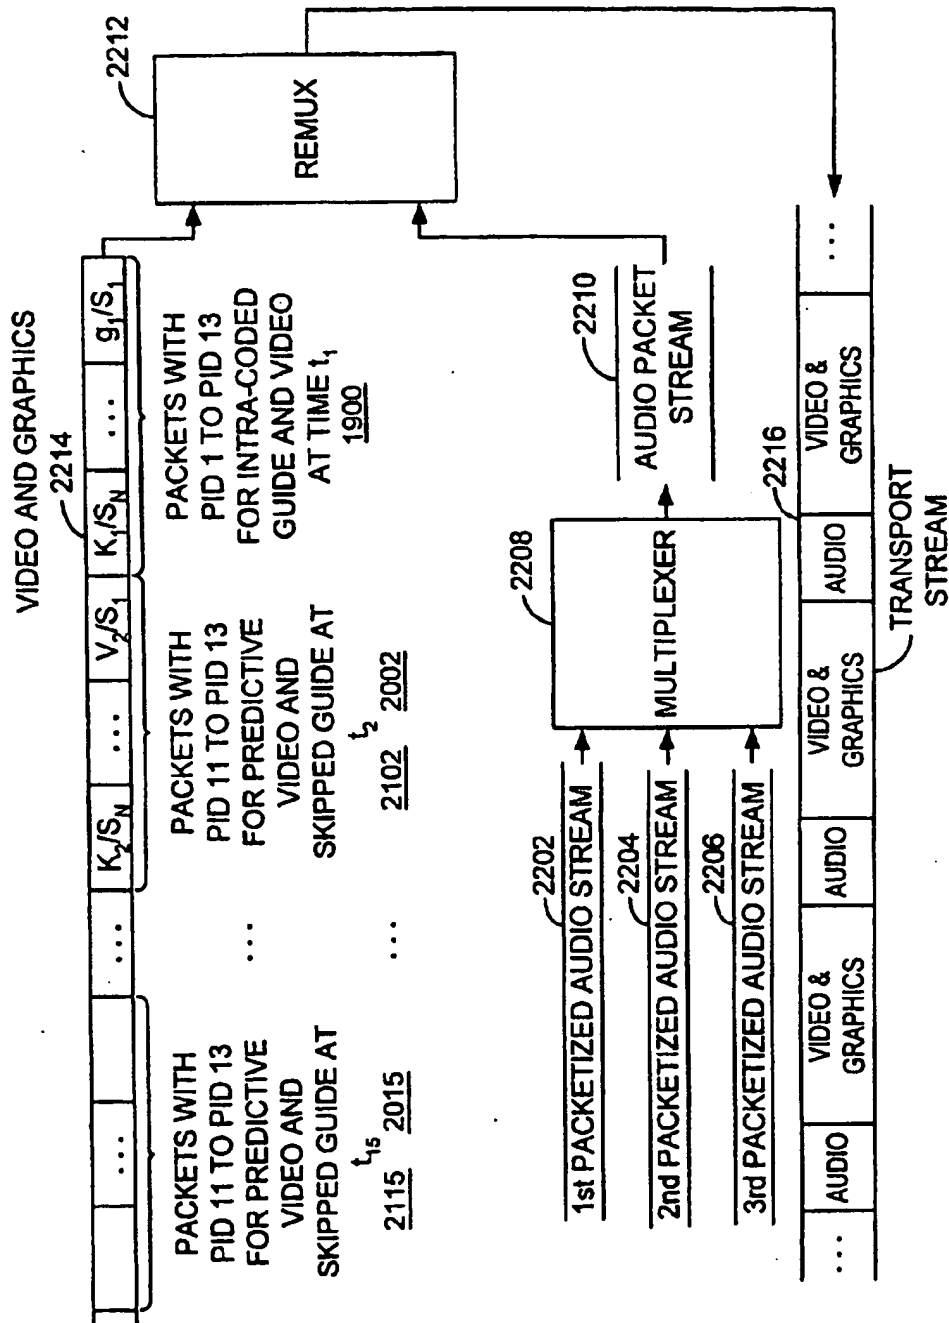 VIDEO AND GRAPHICS
2214
...
...
K₂/Sₙ
...
V₂/S₁
K₁/Sₙ
...
g₁/S₁
PACKETS WITH
PID 11 TO PID 13
FOR PREDICTIVE
VIDEO AND
SKIPPED GUIDE AT
t₁₅
2115 2015
...
...
PACKETS WITH
PID 11 TO PID 13
FOR PREDICTIVE
VIDEO AND
SKIPPED GUIDE AT
t₂
2102 2002
PACKETS WITH
PID 1 TO PID 13
FOR INTRA-CODED
GUIDE AND VIDEO
AT TIME t₁
1900
2212
REMUX
2202
1st PACKETIZED AUDIO STREAM
2204
2nd PACKETIZED AUDIO STREAM
2206
3rd PACKETIZED AUDIO STREAM
2208
MULTIPLEXER
2210
AUDIO PACKET
STREAM
2216
...
AUDIO
VIDEO &
GRAPHICS
AUDIO
VIDEO &
GRAPHICS
AUDIO
VIDEO &
GRAPHICS
...
TRANSPORT
STREAM